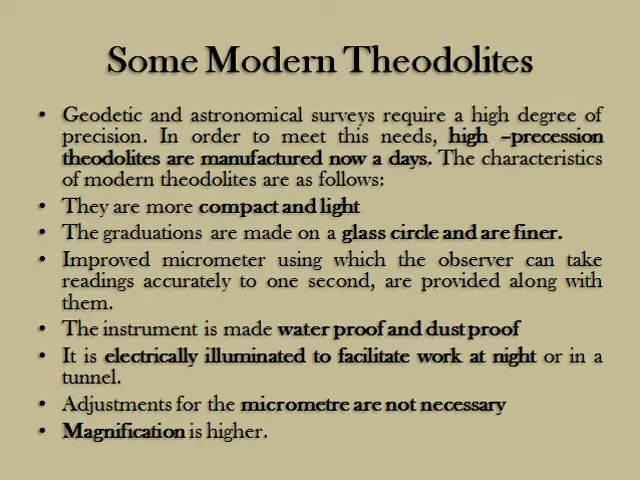 Some Modern Theodolites
• Geodetic and astronomical surveys require a high degree of
precision. In order to meet this needs, high –precession
theodolites are manufactured now a days. The characteristics
of modern theodolites are as follows:
• They are more compact and light
• The graduations are made on a glass circle and are finer.
• Improved micrometer using which the observer can take
readings accurately to one second, are provided along with
them.
• The instrument is made water proof and dust proof
• It is electrically illuminated to facilitate work at night or in a
tunnel.
• Adjustments for the micrometre are not necessary
• Magnification is higher.